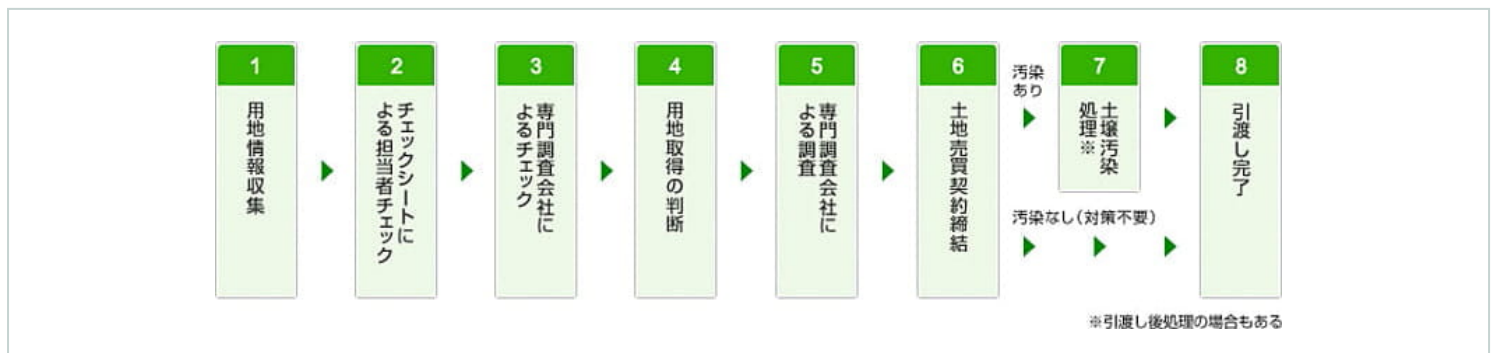 1
用地情報収集
2
チェックシートに
よる担当者チェック
3
専門調査会社に
よるチェック
4
用地取得の判断
5
専門調査会社に
よる調査
6
土地売買契約締結
汚染
あり
7
土壌汚染
処理※
汚染なし(対策不要)
8
引渡し完了
※引渡し後処理の場合もある